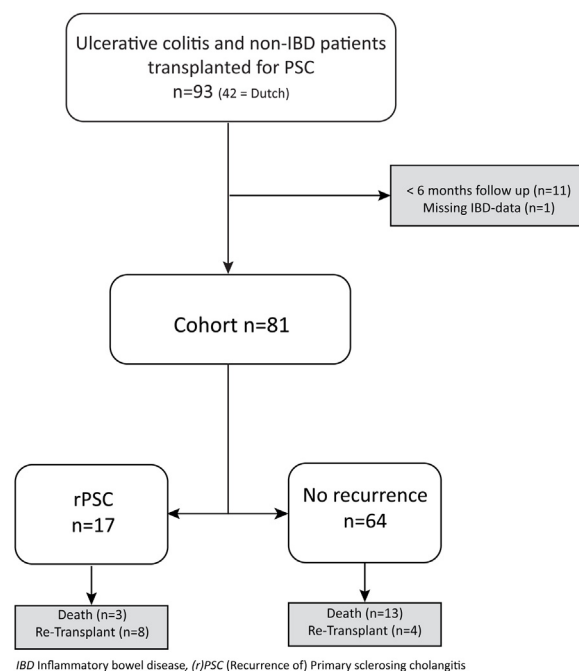 Ulcerative colitis and non-IBD patients
transplanted for PSC
n=93 (42 = Dutch)
< 6 months follow up (n=11)
Missing IBD-data (n=1)
Cohort n=81
rPSC
n=17
No recurrence
n=64
Death (n=3)
Re-Transplant (n=8)
Death (n=13)
Re-Transplant (n=4)
IBD Inflammatory bowel disease, (r)PSC (Recurrence of) Primary sclerosing cholangitis